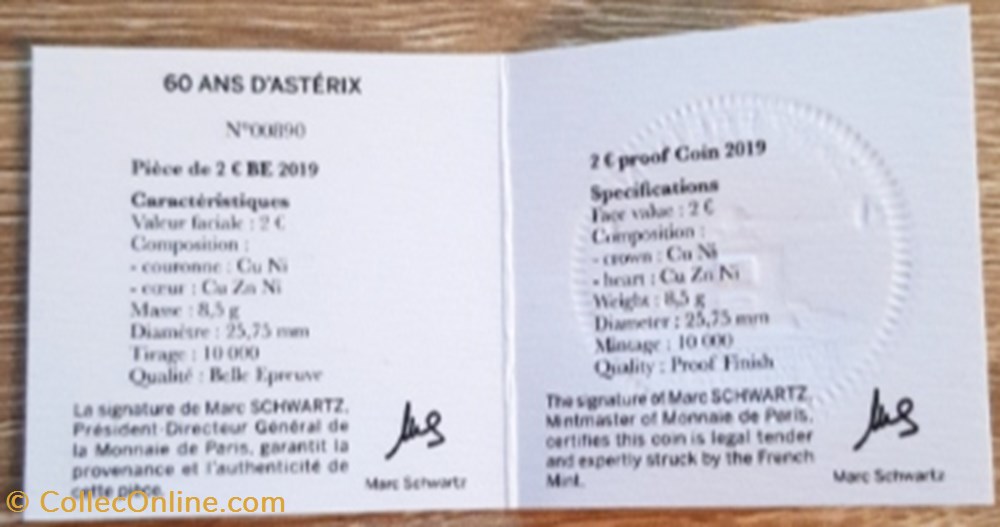 60 ANS D'ASTÉRIX
N°00890
Pièce de 2 € BE 2019
Caractéristiques
Valeur faciale : 2 €
Composition :
- couronne : Cu Ni
- cœur : Cu Zn Ni
Masse : 8,5 g
Diamètre : 25,75 mm
Tirage : 10 000
Qualité : Belle Epreuve
La signature de Marc SCHWARTZ,
Président-Directeur Général de
la Monnaie de Paris, garantit la
provenance et l'authenticité de
cette pièce.
Marc Schwartz
2 € proof Coin 2019
Specifications
Face value : 2 €
Composition :
- crown : Cu Ni
- heart : Cu Zn Ni
Weight : 8,5 g
Diameter : 25,75 mm
Mintage : 10 000
Quality : Proof Finish
The signature of Marc SCHWARTZ,
Mintmaster of Monnaie de Paris,
certifies this coin is legal tender
and expertly struck by the French
Mint.
Marc Schwartz
© CollecOnline.com